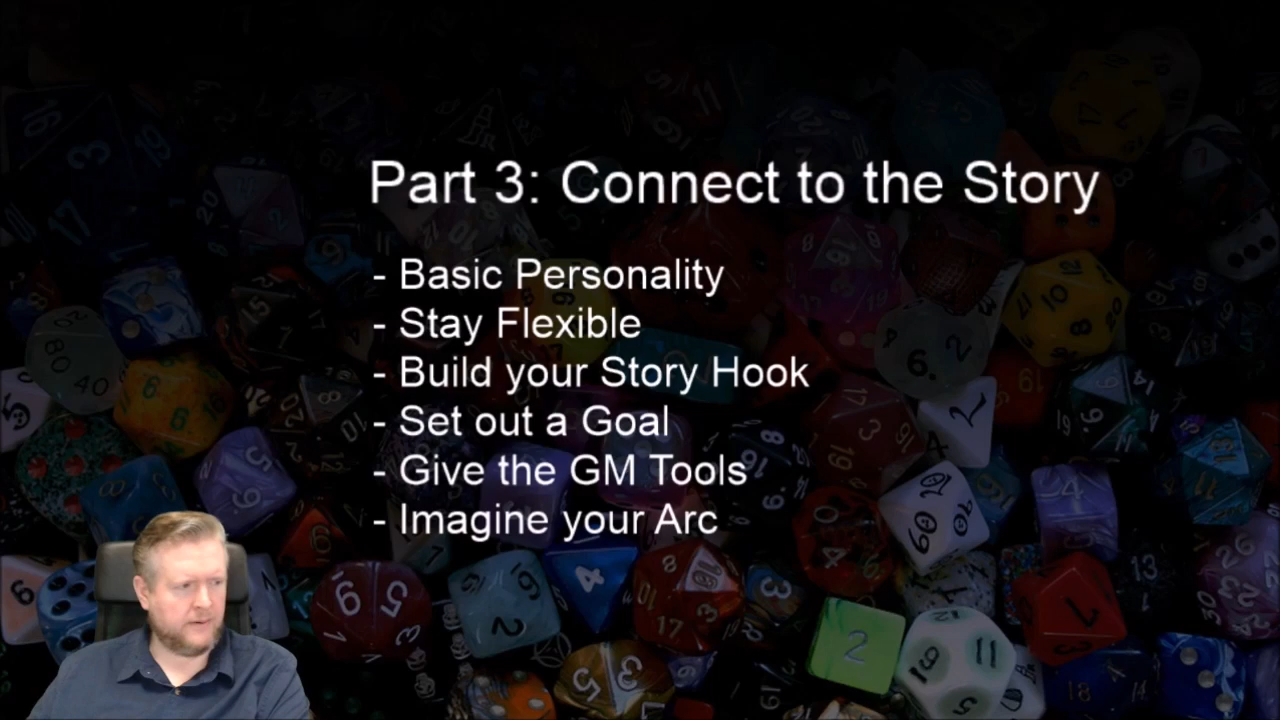 Part 3: Connect to the Story
- Basic Personality
- Stay Flexible
- Build your Story Hook
- Set out a Goal
- Give the GM Tools
- Imagine your Arc